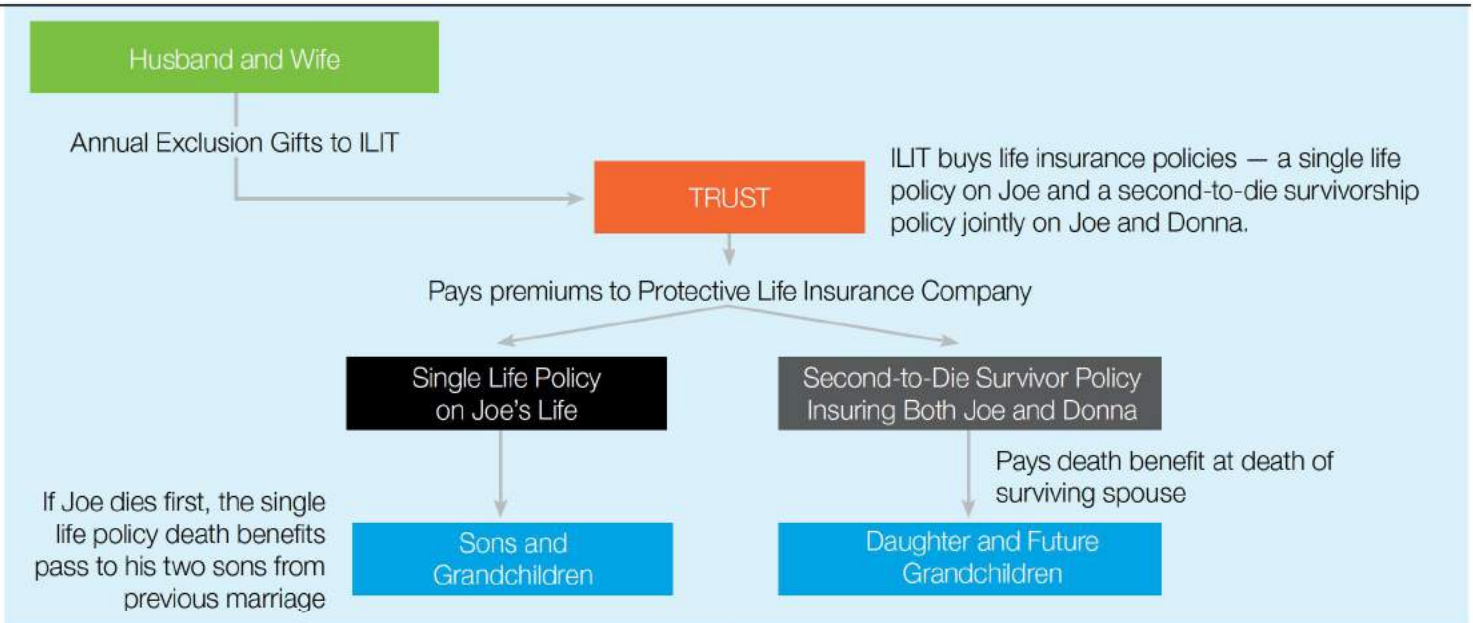 Husband and Wife
Annual Exclusion Gifts to ILIT
TRUST
ILIT buys life insurance policies — a single life
policy on Joe and a second-to-die survivorship
policy jointly on Joe and Donna.
Pays premiums to Protective Life Insurance Company
Single Life Policy
on Joe's Life
Second-to-Die Survivor Policy
Insuring Both Joe and Donna
Pays death benefit at death of
surviving spouse
If Joe dies first, the single
life policy death benefits
pass to his two sons from
previous marriage
Sons and
Grandchildren
Daughter and Future
Grandchildren